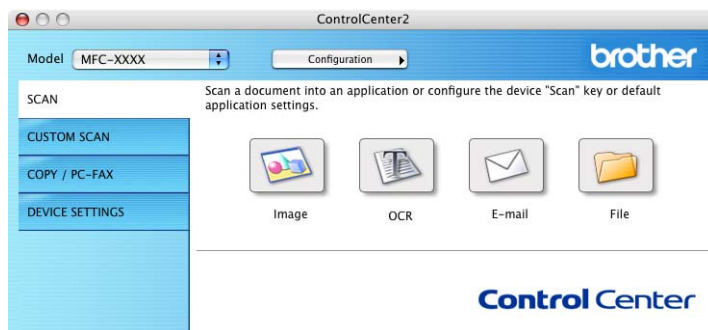 ControlCenter2
Model MFC-XXXX Configuration brother
SCAN
CUSTOM SCAN
COPY / PC-FAX
DEVICE SETTINGS
Scan a document into an application or configure the device "Scan" key or default
application settings.
Image OCR E-mail File
Control Center